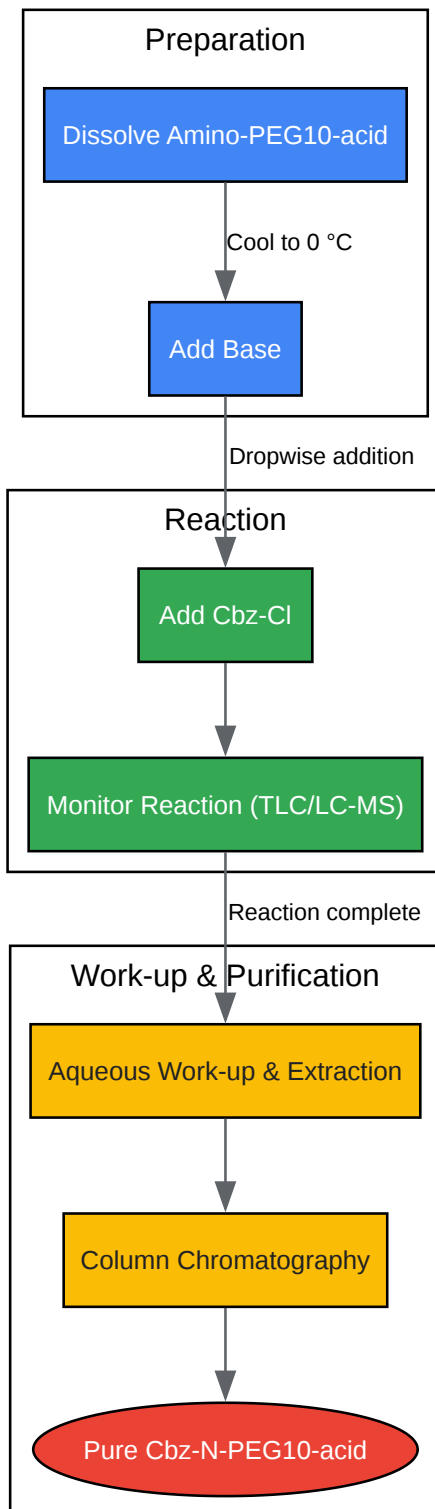 Preparation
Dissolve Amino-PEG10-acid
Cool to 0 °C
Add Base
Dropwise addition
Reaction
Add Cbz-Cl
Monitor Reaction (TLC/LC-MS)
Reaction complete
Work-up & Purification
Aqueous Work-up & Extraction
Column Chromatography
Pure Cbz-N-PEG10-acid